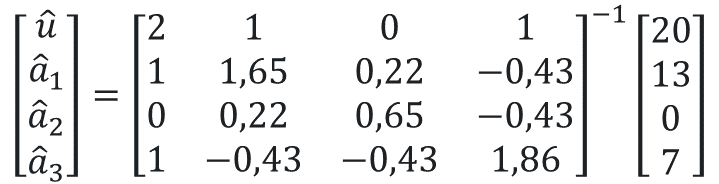 û 2 1 0 1 −1 20
â1 1 1,65 0,22 −0,43 13
= 
â2 0 0,22 0,65 −0,43 0
â3 1 −0,43 −0,43 1,86 7